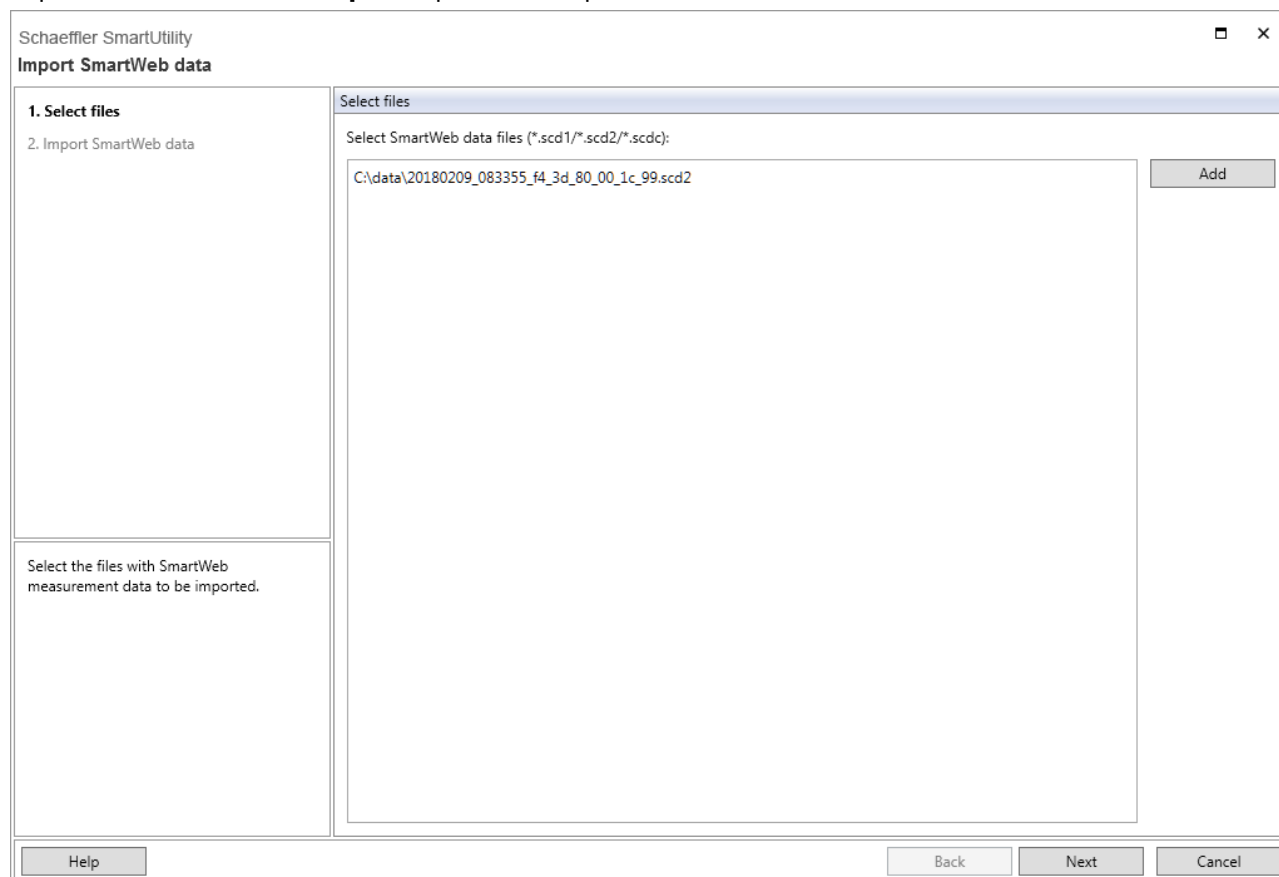 Schaeffler SmartUtility
Import SmartWeb data
1. Select files
2. Import SmartWeb data
Select the files with SmartWeb
measurement data to be imported.
Select files
Select SmartWeb data files (*.scd1/*.scd2/*.scdc):
C:\data\20180209_083355_f4_3d_80_00_1c_99.scd2
Add
Help
Back
Next
Cancel